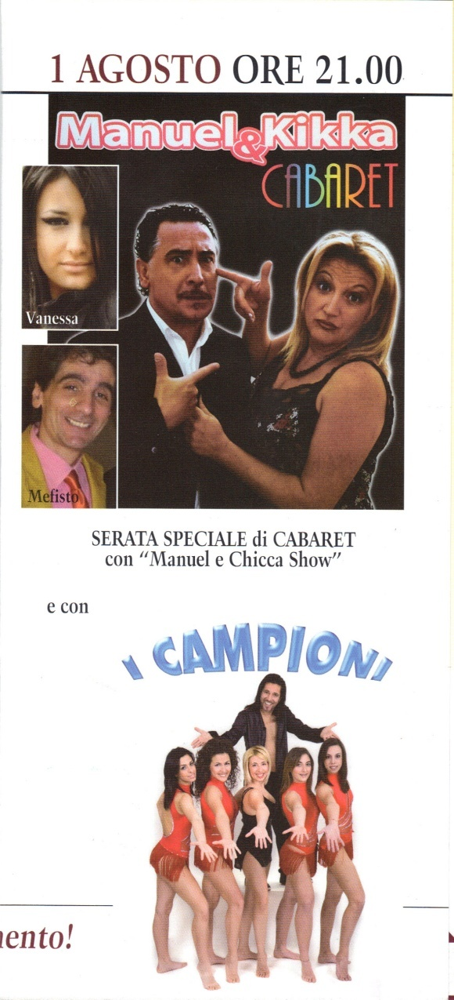 1 AGOSTO ORE 21.00
Manuel & Kikka
CABARET
Vanessa
Mefisto
SERATA SPECIALE di CABARET
con “Manuel e Chicca Show”
e con
I CAMPIONI